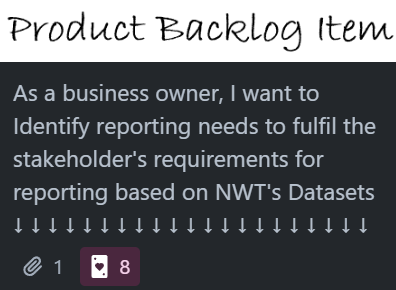 Product Backlog Item
As a business owner, I want to
Identify reporting needs to fulfil the
stakeholder's requirements for
reporting based on NWT's Datasets
↓↓↓↓↓↓↓↓↓↓↓↓↓↓↓↓↓↓↓↓↓
1 8